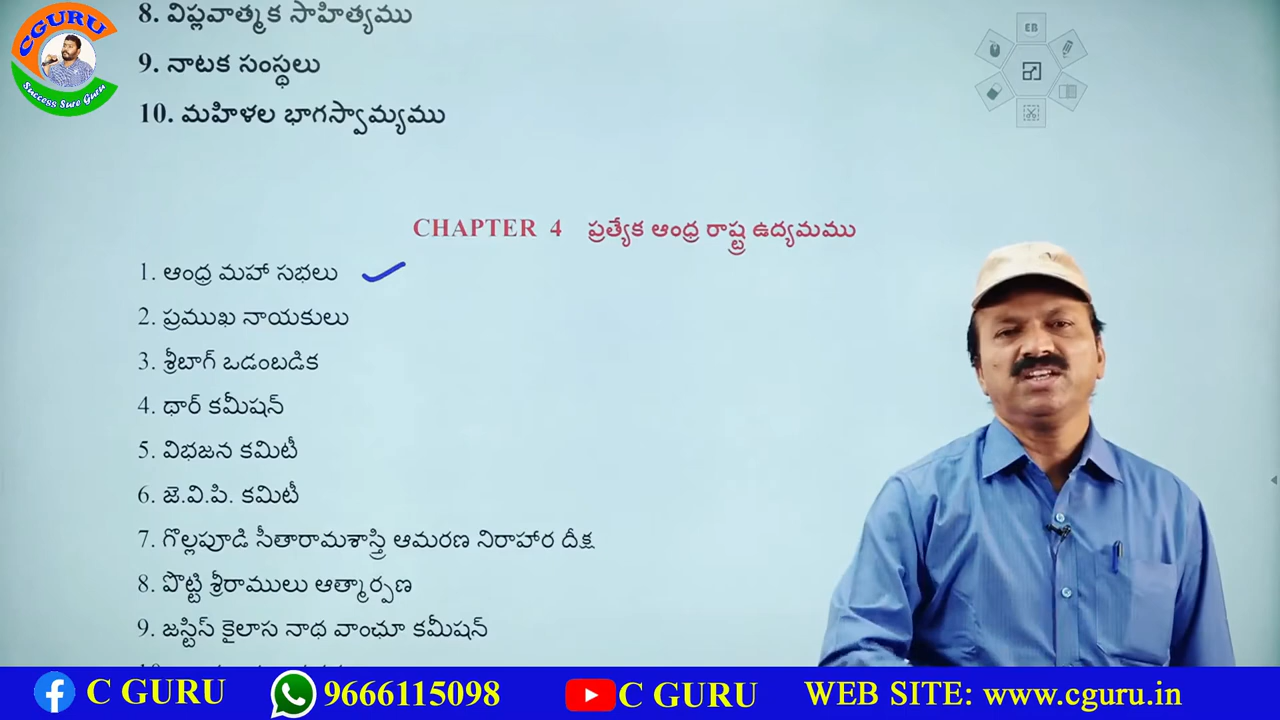 CGURU
Success Sure Guru
8. విప్లవాత్మక సాహిత్యము
9. నాటక సంస్థలు
10. మహిళల భాగస్వామ్యము
EB
CHAPTER 4 ప్రత్యేక ఆంధ్ర రాష్ట్ర ఉద్యమము
1. ఆంధ్ర మహా సభలు
2. ప్రముఖ నాయకులు
3. శ్రీబాగ్ ఒడంబడిక
4. థార్ కమీషన్
5. విభజన కమిటీ
6. జె.వి.పి. కమిటీ
7. గొల్లపూడి సీతారామశాస్త్రి ఆమరణ నిరాహార దీక్ష
8. పొట్టి శ్రీరాములు ఆత్మార్పణ
9. జస్టిస్ కైలాస నాథ వాంచూ కమీషన్
C GURU 9666115098 C GURU WEB SITE: www.cguru.in